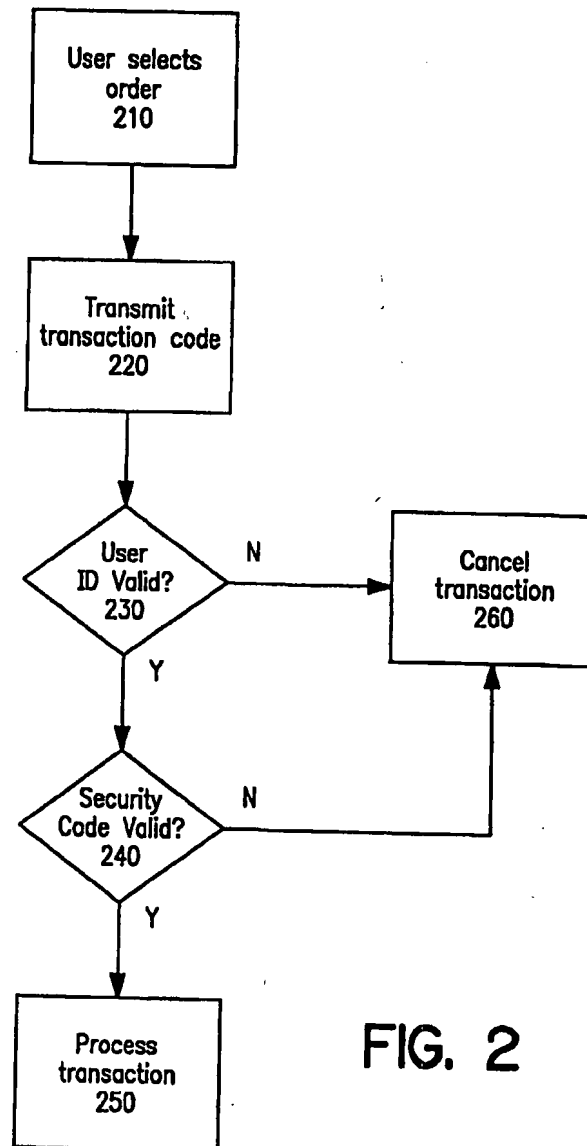 User selects
order
210
Transmit
transaction code
220
User
ID Valid?
230
N
Cancel
transaction
260
Y
Security
Code Valid?
240
N
Y
Process
transaction
250
FIG. 2